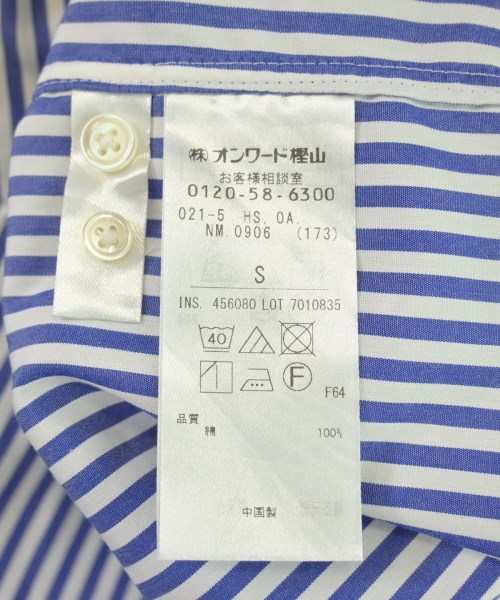 ㈱オンワード樫山
お客様相談室
0120-58-6300
021-5 HS. OA.
NM. 0906 (173)
S
INS. 456080 LOT 7010835
40
F
F64
品質
綿 100%
中国製